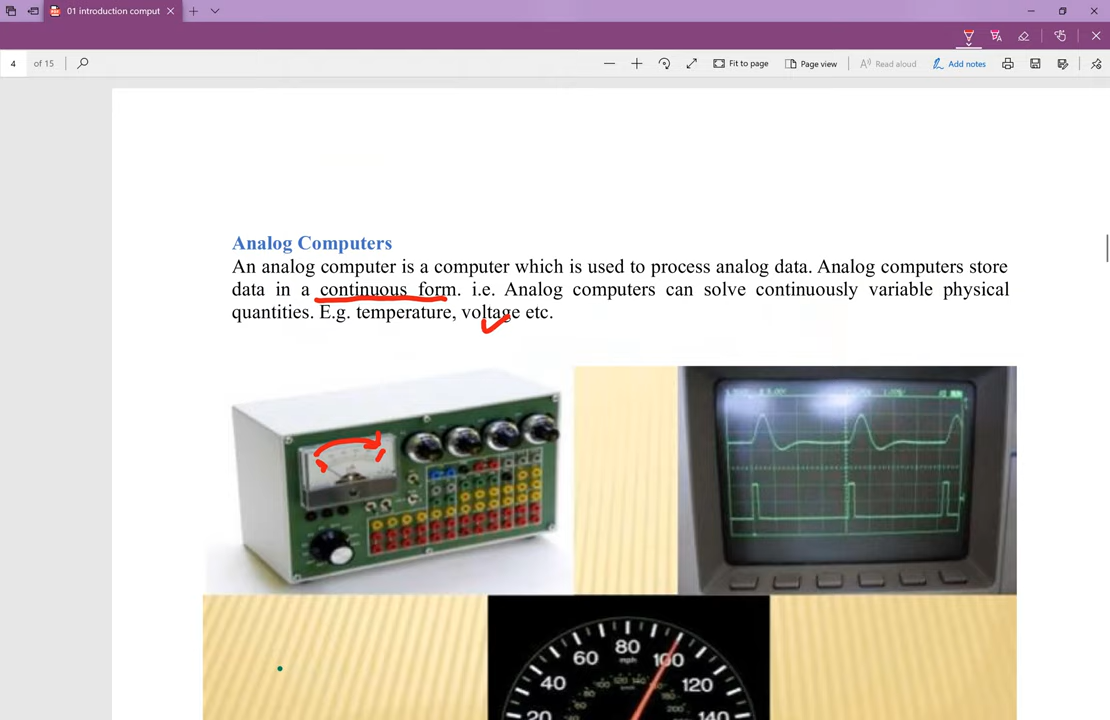 01 introduction comput
4 of 15 Fit to page Page view Read aloud Add notes
Analog Computers
An analog computer is a computer which is used to process analog data. Analog computers store
data in a continuous form. i.e. Analog computers can solve continuously variable physical
quantities. E.g. temperature, voltage etc.
80
mph
60 100
40 120
20 140